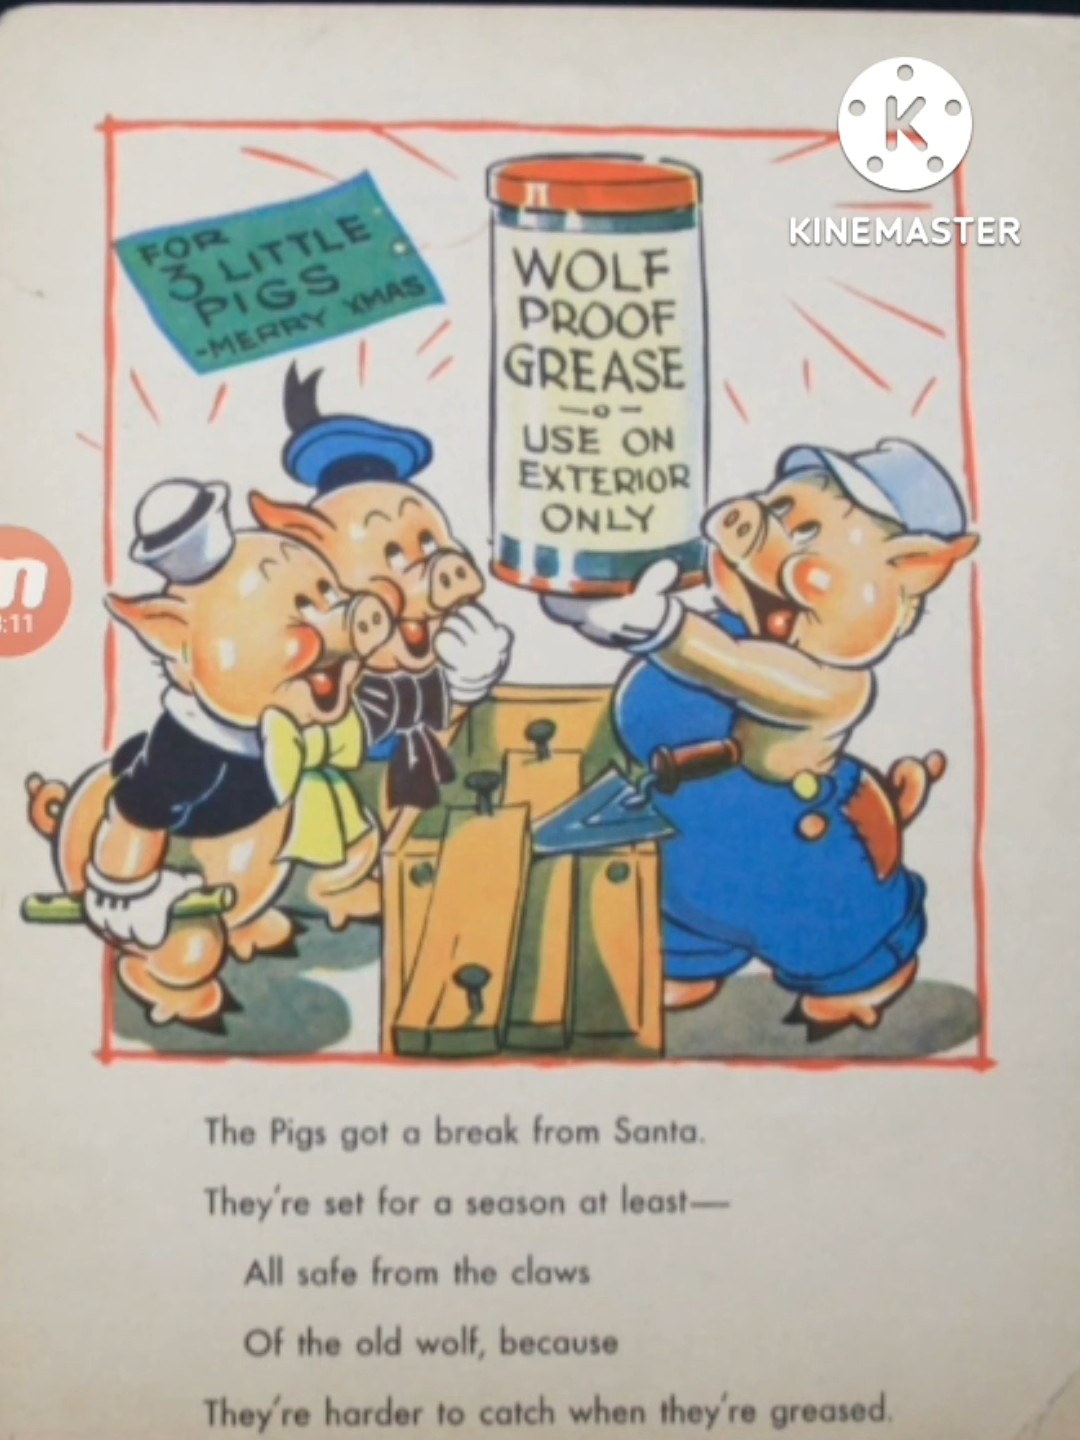 KINEMASTER
FOR
3 LITTLE
PIGS
-MERRY XMAS
WOLF
PROOF
GREASE
-o-
USE ON
EXTERIOR
ONLY
:11
The Pigs got a break from Santa.
They're set for a season at least—
All safe from the claws
Of the old wolf, because
They're harder to catch when they're greased.